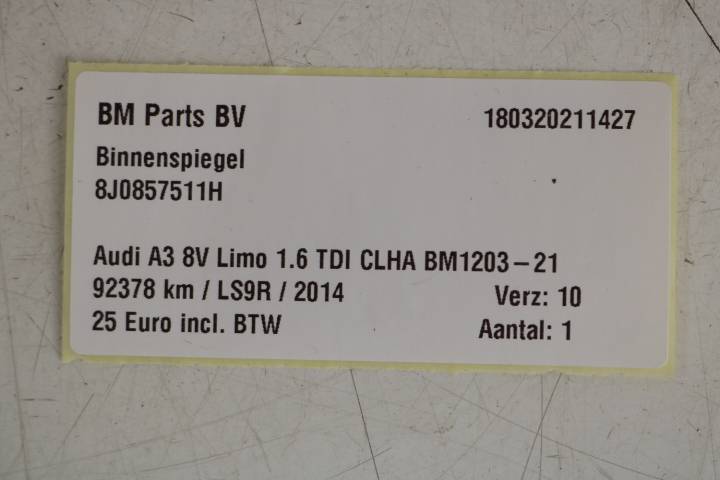 BM Parts BV 180320211427
Binnenspiegel
8J0857511H
Audi A3 8V Limo 1.6 TDI CLHA BM1203-21
92378 km / LS9R / 2014 Verz: 10
25 Euro incl. BTW Aantal: 1